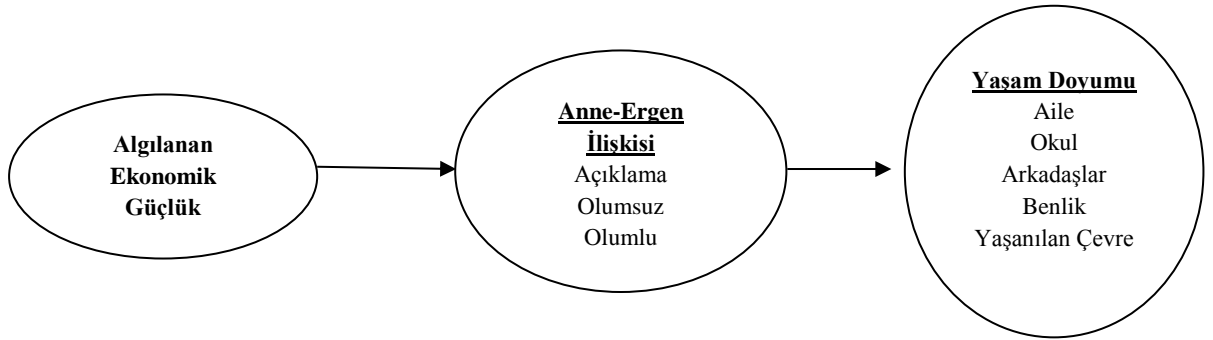 Algılanan
Ekonomik
Güçlük
Anne-Ergen
İlişkisi
Açıklama
Olumsuz
Olumlu
Yaşam Doyumu
Aile
Okul
Arkadaşlar
Benlik
Yaşanılan Çevre